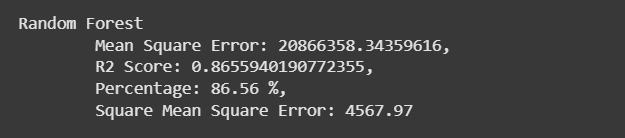 Random Forest
Mean Square Error: 20866358.34359616,
R2 Score: 0.8655940190772355,
Percentage: 86.56 %,
Square Mean Square Error: 4567.97